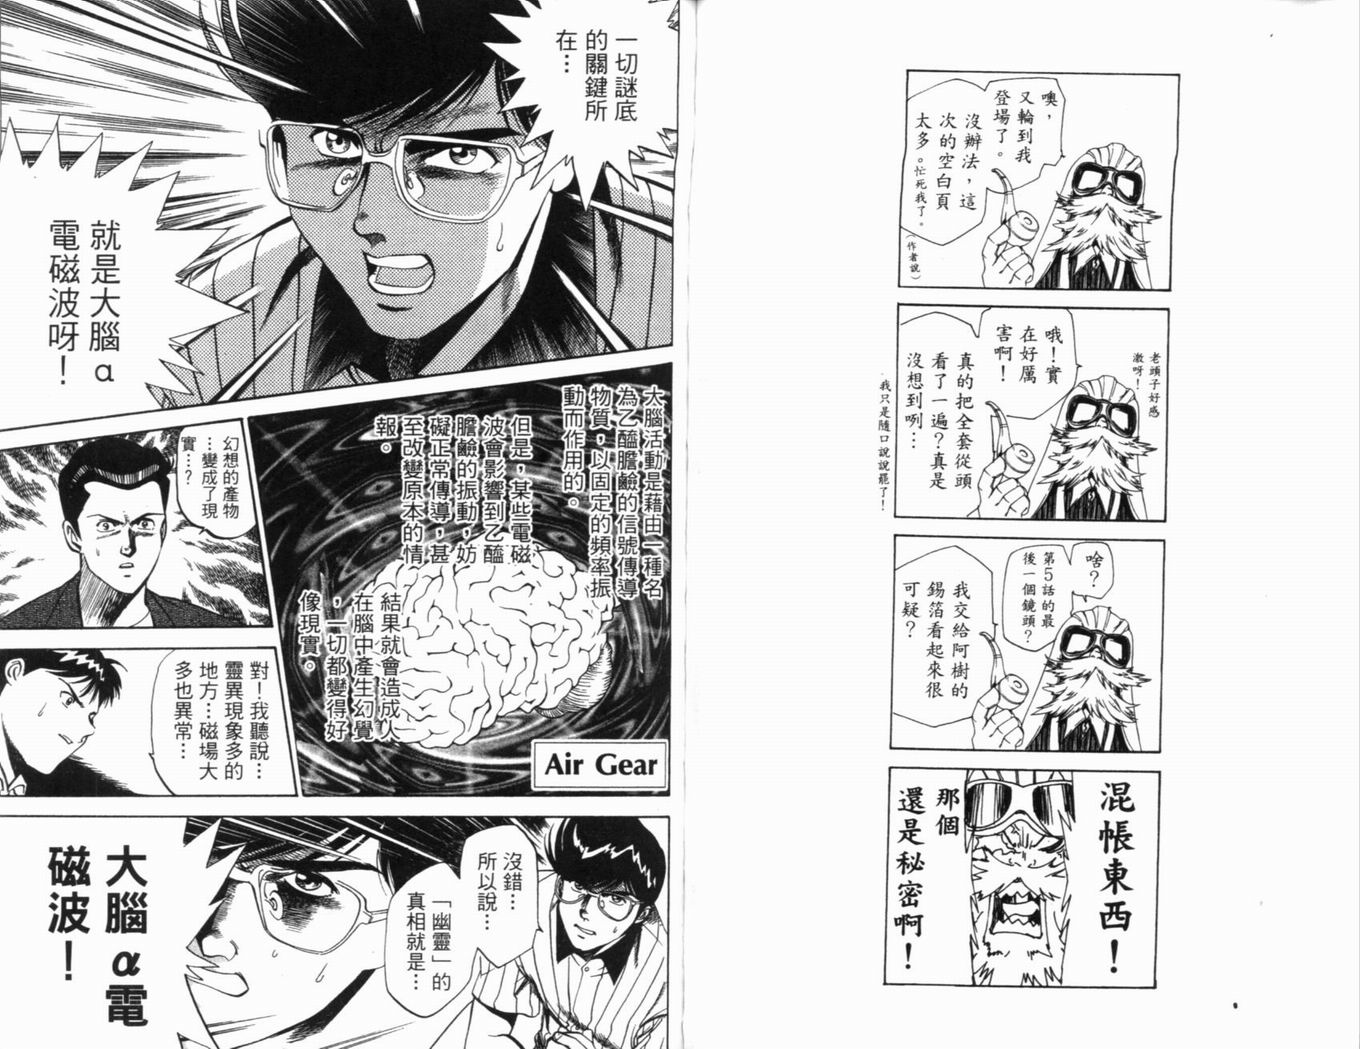 噢，
又輪到我
登場了。
沒辦法，這
次的空白頁
太多。忙死我了。
（作者說）
哦！實
在好厲
害啊！
真的把全套從頭
看了一遍？真是
沒想到咧…
老頭子好感
激呀！
我只是隨口說說罷了！
啥？
第5話的最
後一個鏡頭？
我交給阿樹的
錫箔看起來很
可疑？
混帳東西！
那個
還是秘密啊！
一切謎底
的關鍵所
在…
就是大腦α
電磁波呀！
大腦活動是藉由一種名
為乙醯膽鹼的信號傳導
物質，以固定的頻率振
動而作用的。
但是，某些電磁
波會影響到乙醯
膽鹼的振動，妨
礙正常傳導，甚
至改變原本的情
報。
結果就會造成人
在腦中產生幻覺
，一切都變得好
像現實。
Air Gear
幻想的產物
…變成了現
實…？
對！我聽說…
靈異現象多的
地方…磁場大
多也異常…
沒錯…
所以說…
「幽靈」的
真相就是…
大腦α電
磁波！